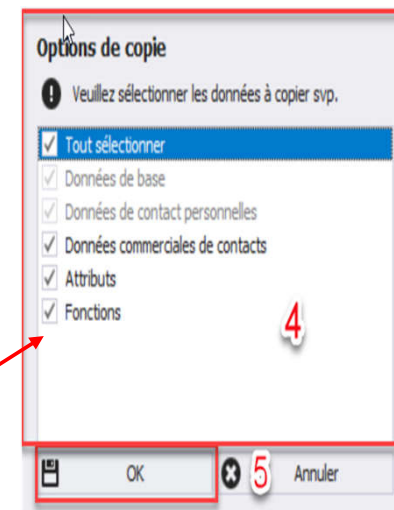 Options de copie
Veuillez sélectionner les données à copier svp.
Tout sélectionner
Données de base
Données de contact personnelles
Données commerciales de contacts
Attributs
Fonctions
4
OK
5
Annuler